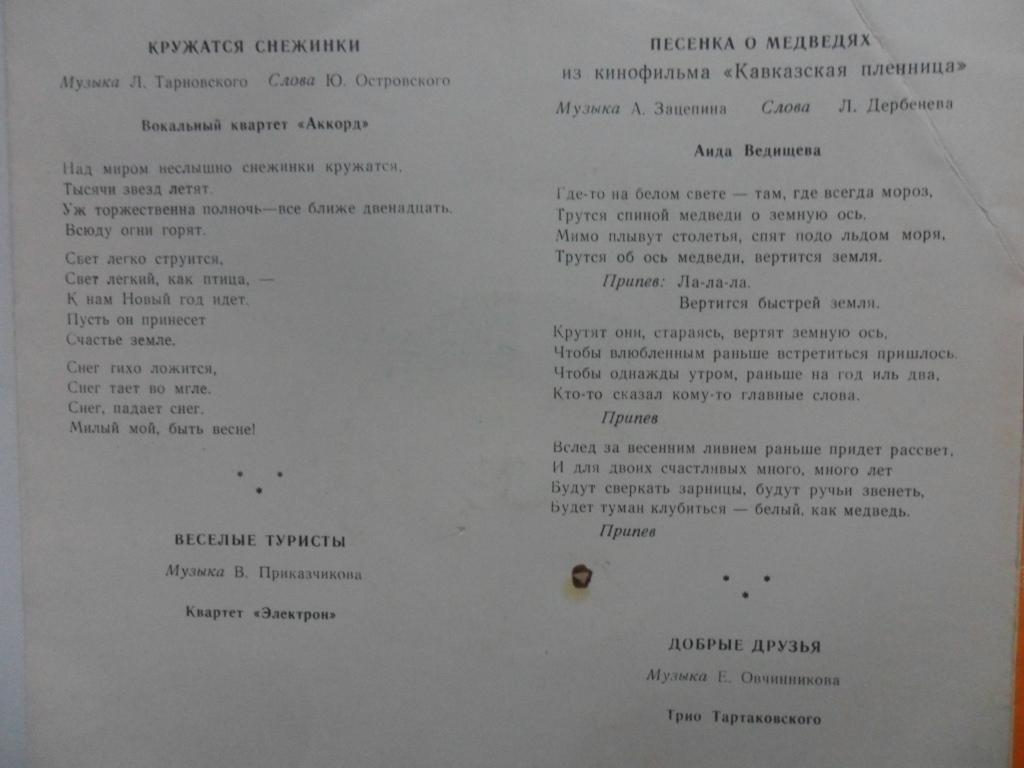 КРУЖАТСЯ СНЕЖИНКИ
Музыка Л. Тарновского Слова Ю. Островского
Вокальный квартет «Аккорд»
Над миром неслышно снежинки кружатся,
Тысячи звезд летят.
Уж торжественна полночь—все ближе двенадцать.
Всюду огни горят.
Свет легко струится,
Свет легкий, как птица, —
К нам Новый год идет.
Пусть он принесет
Счастье земле.
Снег тихо ложится,
Снег тает во мгле.
Снег, падает снег.
Милый мой, быть весне!
* *
*
ВЕСЕЛЫЕ ТУРИСТЫ
Музыка В. Приказчикова
Квартет «Электрон»
ПЕСЕНКА О МЕДВЕДЯХ
из кинофильма «Кавказская пленница»
Музыка А. Зацепина Слова Л. Дербенева
Аида Ведищева
Где-то на белом свете — там, где всегда мороз,
Трутся спиной медведи о земную ось.
Мимо плывут столетья, спят подо льдом моря,
Трутся об ось медведи, вертится земля.
Припев: Ла-ла-ла.
Вертится быстрей земля.
Крутят они, стараясь, вертят земную ось,
Чтобы влюбленным раньше встретиться пришлось.
Чтобы однажды утром, раньше на год иль два,
Кто-то сказал кому-то главные слова.
Припев
Вслед за весенним ливнем раньше придет рассвет,
И для двоих счастливых много, много лет
Будут сверкать зарницы, будут ручьи звенеть,
Будет туман клубиться — белый, как медведь.
Припев
* *
*
ДОБРЫЕ ДРУЗЬЯ
Музыка Е. Овчинникова
Трио Тартаковского